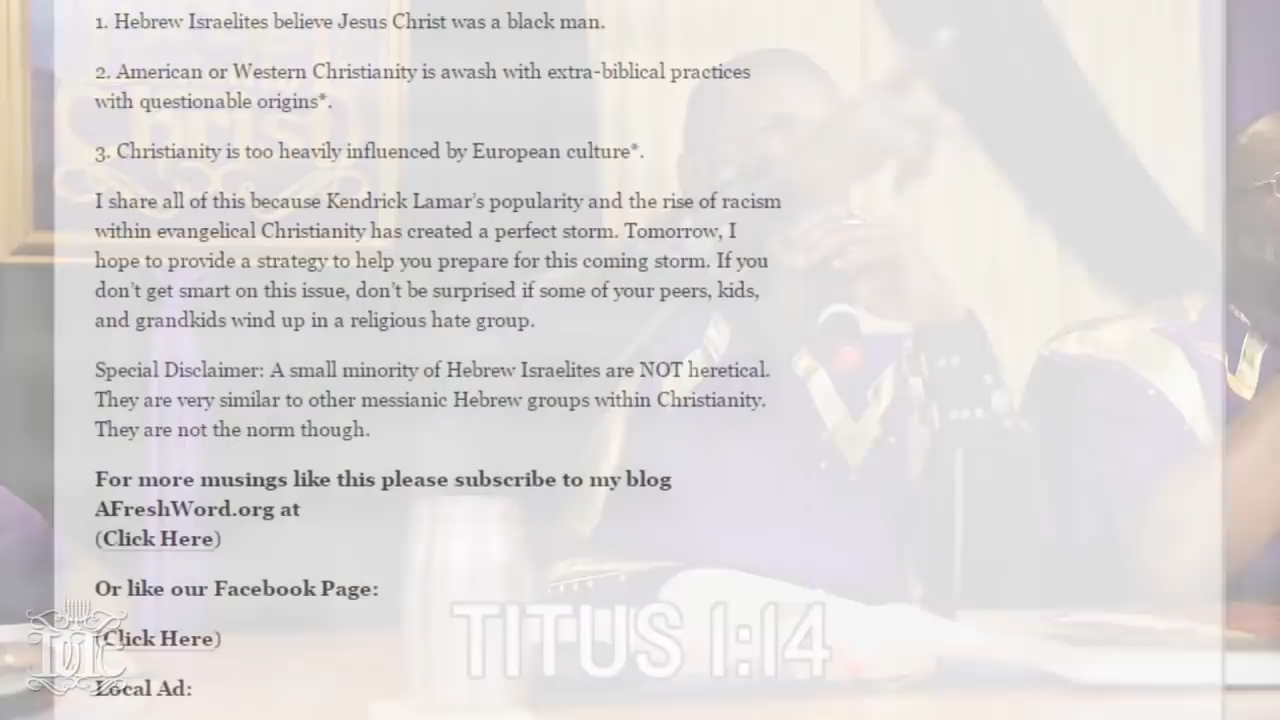 1. Hebrew Israelites believe Jesus Christ was a black man.
2. American or Western Christianity is awash with extra-biblical practices
with questionable origins*.
3. Christianity is too heavily influenced by European culture*.
I share all of this because Kendrick Lamar's popularity and the rise of racism
within evangelical Christianity has created a perfect storm. Tomorrow, I
hope to provide a strategy to help you prepare for this coming storm. If you
don't get smart on this issue, don't be surprised if some of your peers, kids,
and grandkids wind up in a religious hate group.
Special Disclaimer: A small minority of Hebrew Israelites are NOT heretical.
They are very similar to other messianic Hebrew groups within Christianity.
They are not the norm though.
For more musings like this please subscribe to my blog
AFreshWord.org at
(Click Here)
Or like our Facebook Page:
(Click Here)
Local Ad:
TITUS 1:14